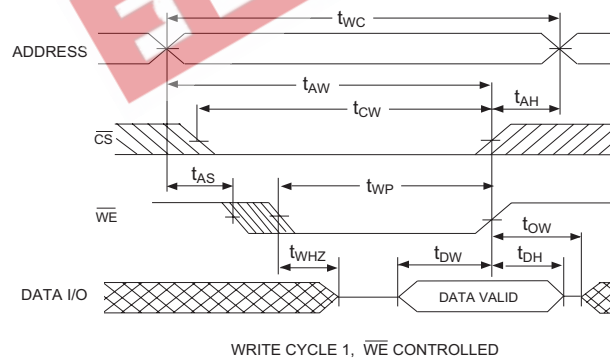 tWC
ADDRESS
tAW
tCW
tAH
CS
tAS
tWP
WE
tOW
tWHZ
tDW
tDH
DATA I/O
DATA VALID
WRITE CYCLE 1, WE CONTROLLED